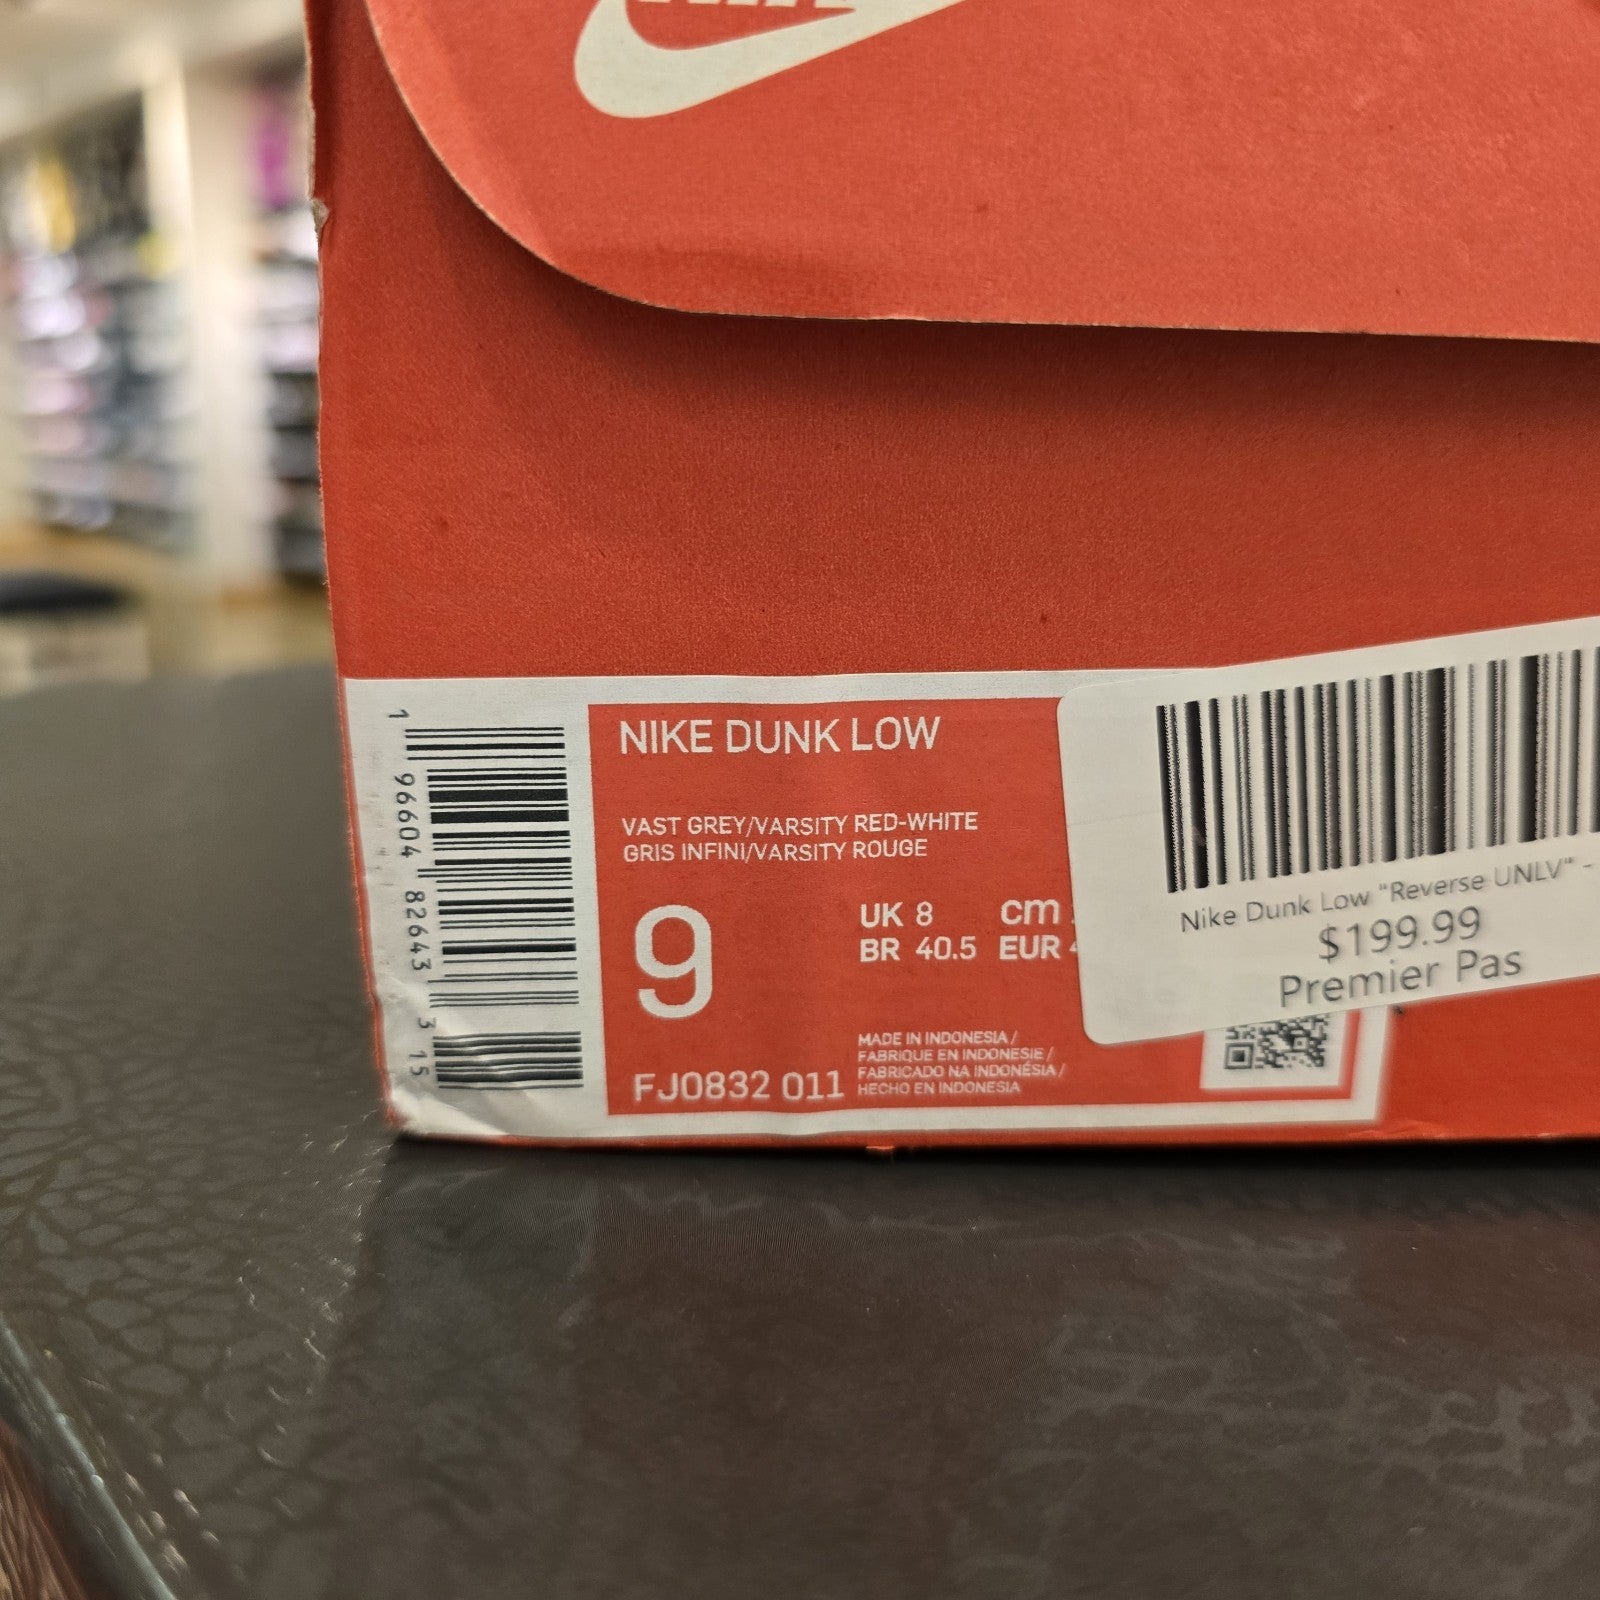 NIKE DUNK LOW
VAST GREY/VARSITY RED-WHITE
GRIS INFINI/VARSITY ROUGE
9
UK 8 cm
BR 40.5 EUR
FJ0832 011
MADE IN INDONESIA /
FABRIQUE EN INDONESIE /
FABRICADO NA INDONÉSIA /
HECHO EN INDONESIA
1 96604 82643 3 15
Nike Dunk Low "Reverse UNLV" -
$199.99
Premier Pas